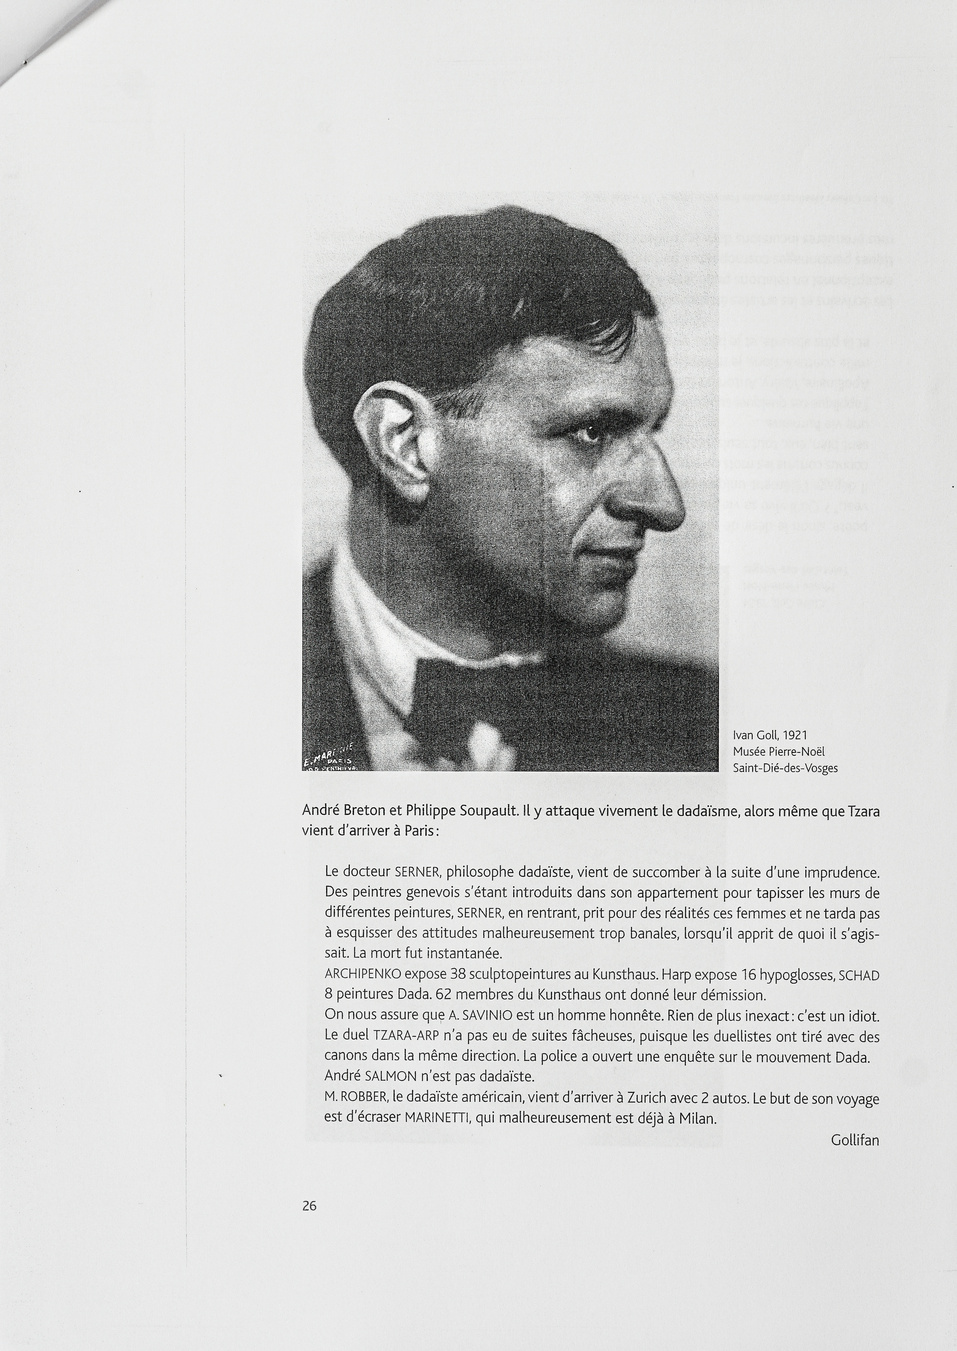 E. MAR
PARIS
Ivan Goll, 1921
Musée Pierre-Noël
Saint-Dié-des-Vosges
André Breton et Philippe Soupault. Il y attaque vivement le dadaïsme, alors même que Tzara
vient d’arriver à Paris :
Le docteur SERNER, philosophe dadaïste, vient de succomber à la suite d’une imprudence.
Des peintres genevois s’étant introduits dans son appartement pour tapisser les murs de
différentes peintures, SERNER, en rentrant, prit pour des réalités ces femmes et ne tarda pas
à esquisser des attitudes malheureusement trop banales, lorsqu’il apprit de quoi il s’agis-
sait. La mort fut instantanée.
ARCHIPENKO expose 38 sculptopeintures au Kunsthaus. Harp expose 16 hypoglosses, SCHAD
8 peintures Dada. 62 membres du Kunsthaus ont donné leur démission.
On nous assure que A. SAVINIO est un homme honnête. Rien de plus inexact : c’est un idiot.
Le duel TZARA-ARP n’a pas eu de suites fâcheuses, puisque les duellistes ont tiré avec des
canons dans la même direction. La police a ouvert une enquête sur le mouvement Dada.
André SALMON n’est pas dadaïste.
M. ROBBER, le dadaïste américain, vient d’arriver à Zurich avec 2 autos. Le but de son voyage
est d’écraser MARINETTI, qui malheureusement est déjà à Milan.
Gollifan
26